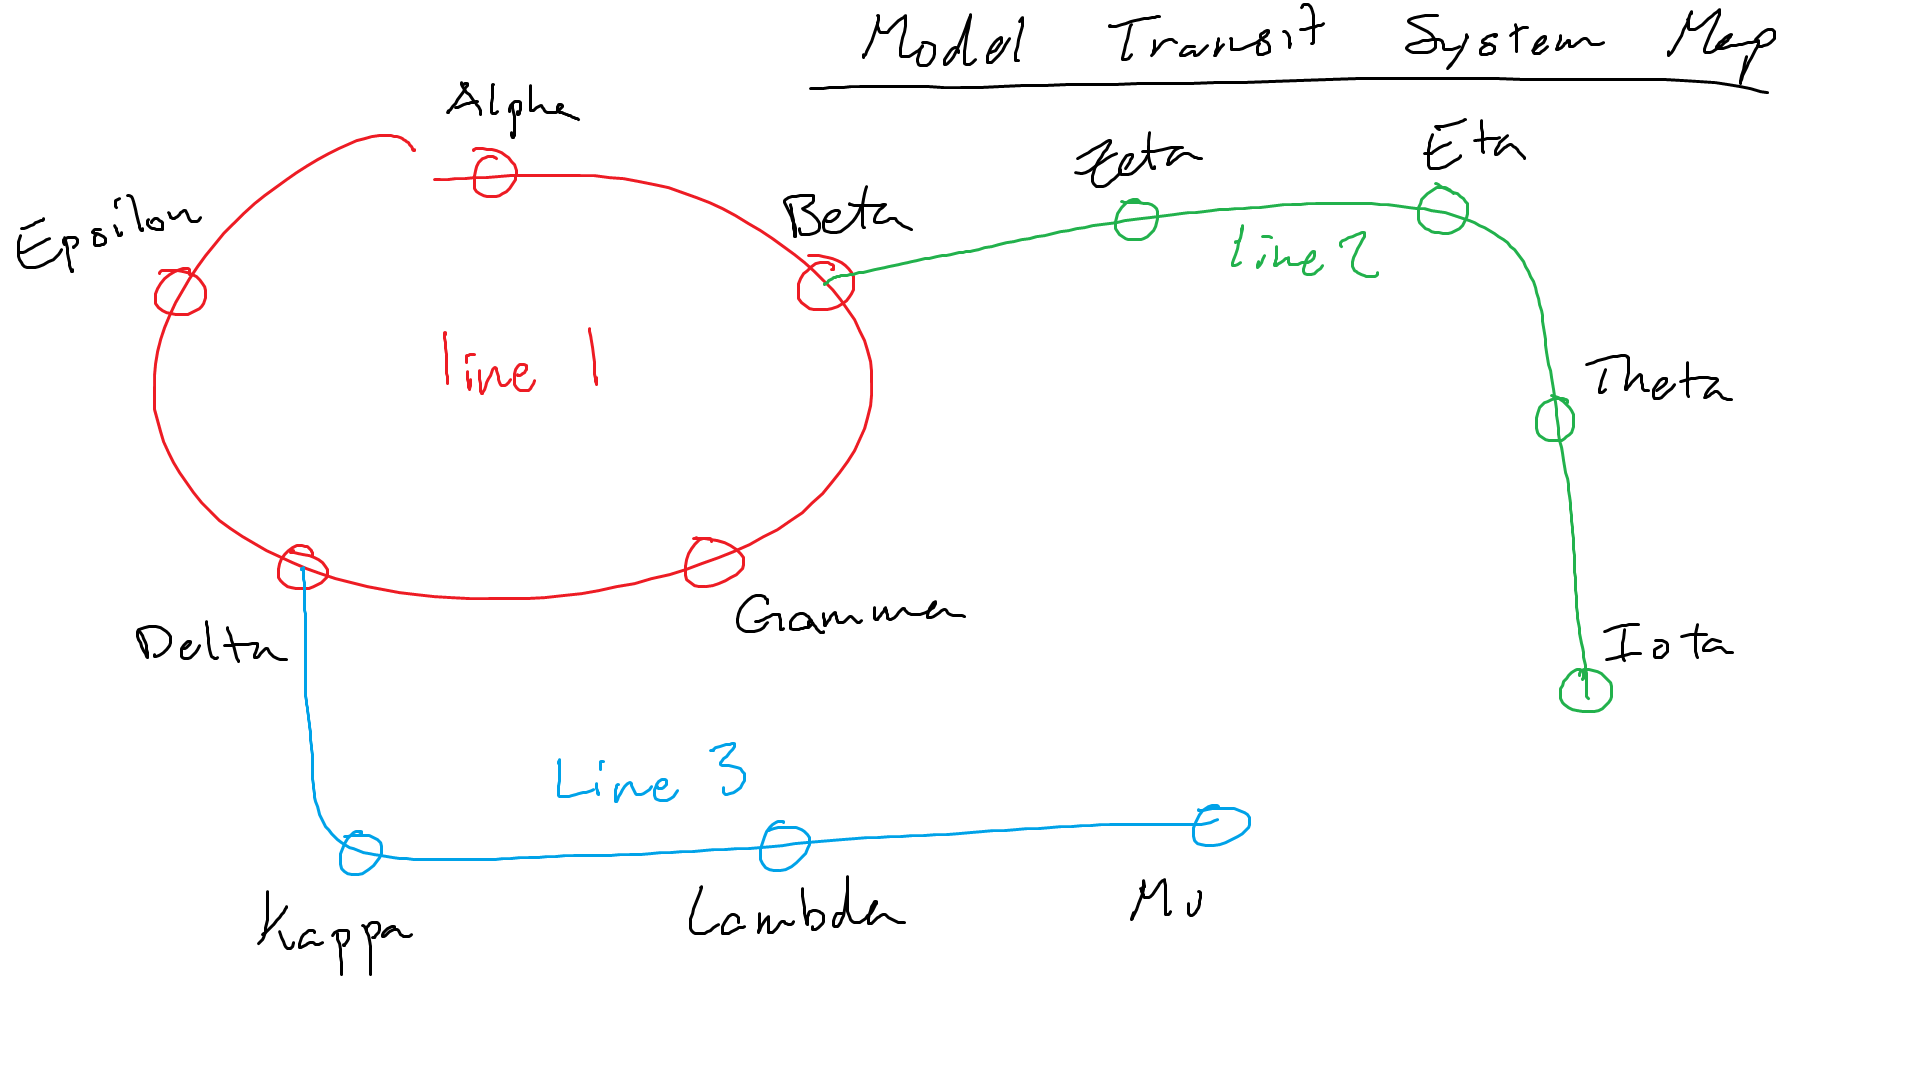 Model Transit System Map
Alpha
Zeta
Eta
Beta
Epsilon
line 2
line 1
Theta
Gamma
Delta
Iota
Line 3
Kappa
Lambda
Mu